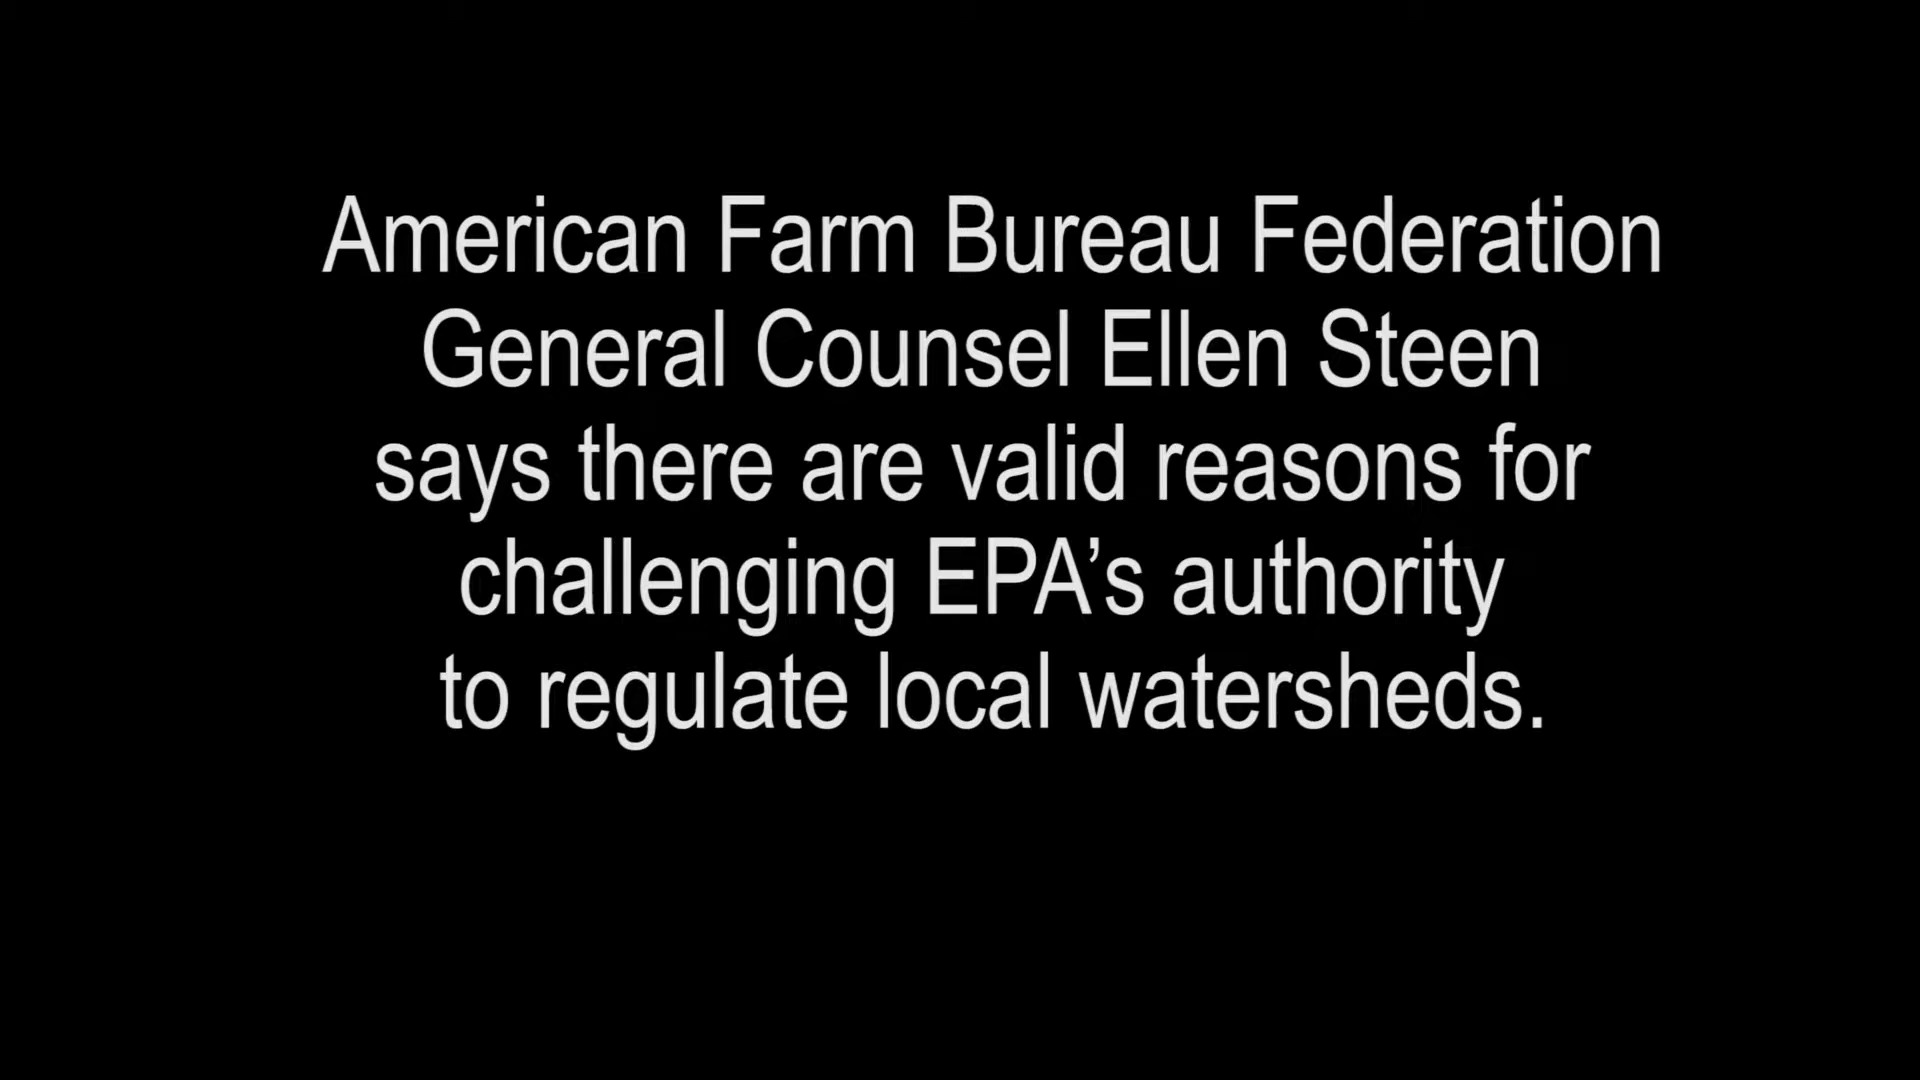 American Farm Bureau Federation
General Counsel Ellen Steen
says there are valid reasons for
challenging EPA’s authority
to regulate local watersheds.